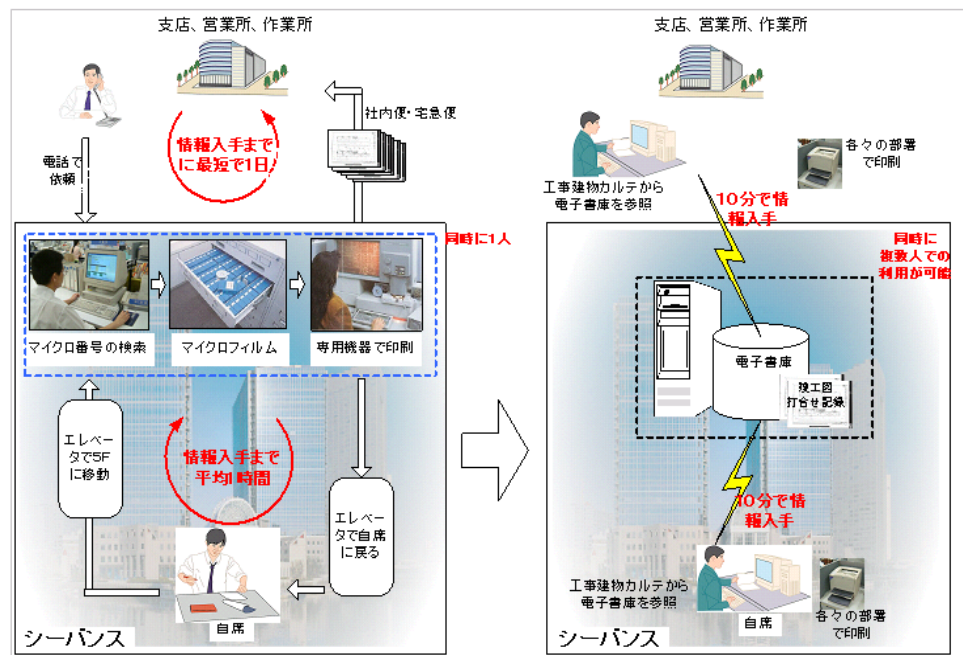 支店、営業所、作業所
電話で
依頼
情報入手まで
に最短で1日
社内便・宅急便
同時に1人
マイクロ番号の検索
マイクロフィルム
専用機器で印刷
エレベー
タで5F
に移動
情報入手まで
平均1時間
エレベー
タで自席
に戻る
自席
シーバンス
支店、営業所、作業所
工事建物カルテから
電子書庫を参照
各々の部署
で印刷
10分で情
報入手
同時に
複数人での
利用が可能
電子書庫
竣工図
打合せ記録
10分で情
報入手
工事建物カルテから
電子書庫を参照
自席
各々の部署
で印刷
シーバンス